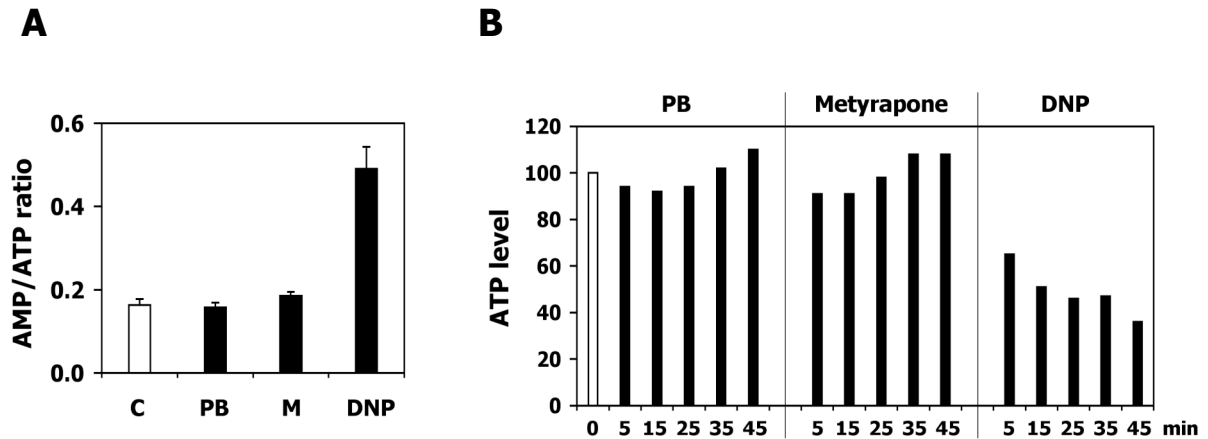 A
AMP/ATP ratio
0.6
0.4
0.2
0.0
C PB M DNP
B
PB Metyrapone DNP
ATP level
120
100
80
60
40
20
0
0 5 15 25 35 45 5 15 25 35 45 5 15 25 35 45 min